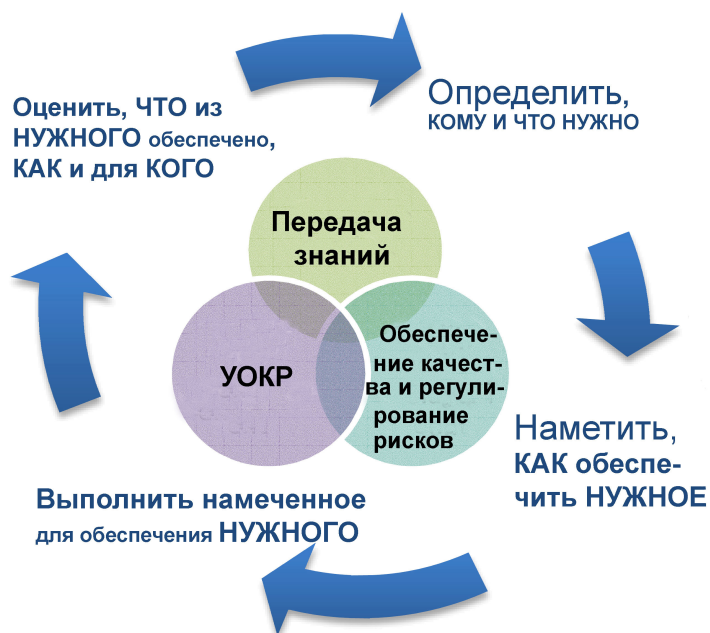 Оценить, ЧТО из
НУЖНОГО обеспечено,
КАК и для КОГО
Определить,
КОМУ И ЧТО НУЖНО
Передача
знаний
УОКР
Обеспече-
ние качест-
ва и регули-
рование
рисков
Наметить,
КАК обеспе-
чить НУЖНОЕ
Выполнить намеченное
для обеспечения НУЖНОГО